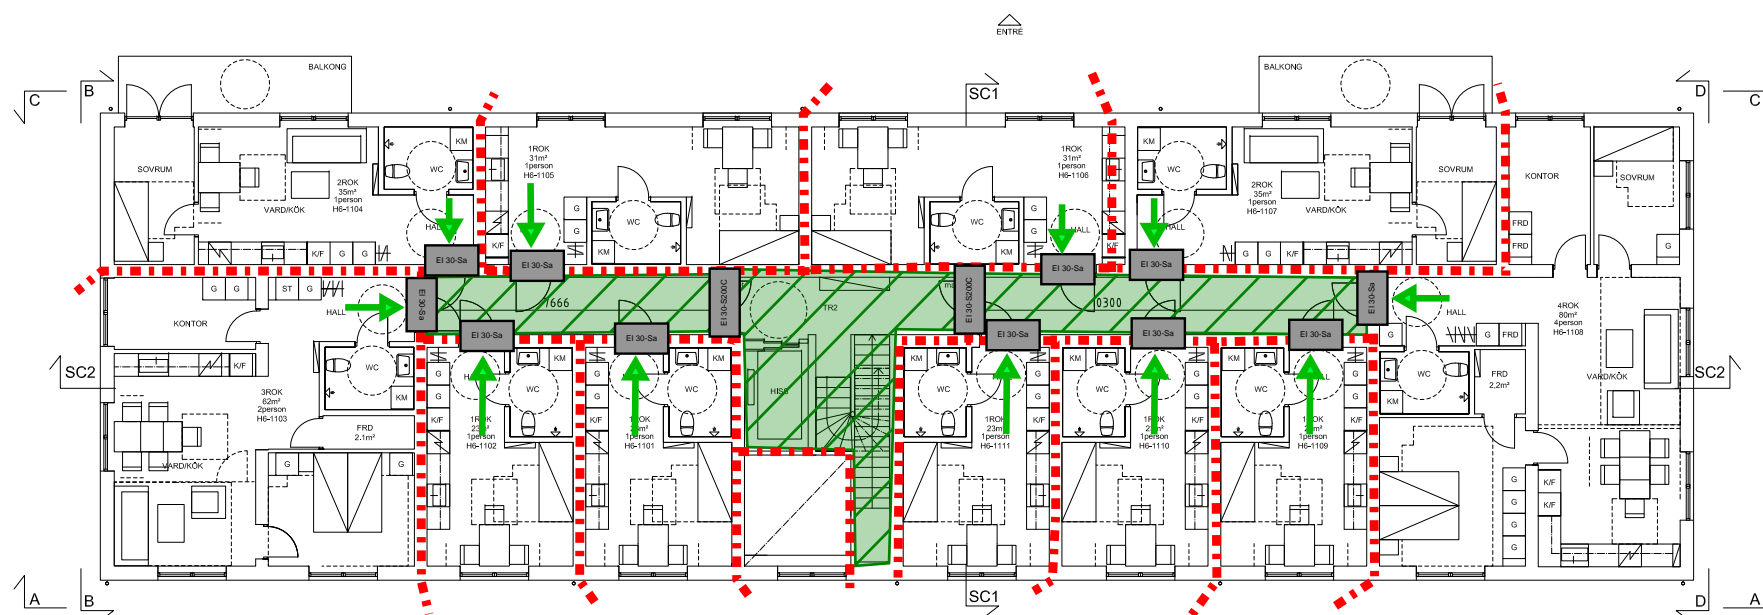 ENTRÉ
BALKONG
BALKONG
C
B
SC1
D
C
SOVRUM
2ROK
35m²
1person
H6-1104
VARD/KÖK
KM
WC
HALL
K/F
G
G
1ROK
31m²
1person
H6-1105
G
G
K/F
WC
KM
1ROK
31m²
1person
H6-1106
WC
KM
G
G
K/F
KM
WC
HALL
2ROK
35m²
1person
H6-1107
VARD/KÖK
G
G
K/F
SOVRUM
KONTOR
FRD
FRD
SOVRUM
G
EI 30-Sa
EI 30-Sa
EI 30-Sa
EI 30-Sa
EI 30-Sa
EI 30-S200C
EI 30-S200C
EI 30-Sa
7666
TR2
0300
G
G
ST
G
HALL
KONTOR
EI 30-Sa
EI 30-Sa
EI 30-Sa
EI 30-Sa
EI 30-Sa
HALL
4ROK
80m²
4person
H6-1108
G
FRD
SC2
K/F
WC
KM
3ROK
62m²
2person
H6-1103
FRD
2.1m²
VARD/KÖK
G
G
G
G
K/F
KM
WC
1ROK
1person
H6-1102
G
G
K/F
KM
WC
1person
H6-1101
HISS
G
G
K/F
KM
WC
1ROK
23m²
1person
H6-1111
G
G
K/F
KM
WC
1person
H6-1110
G
G
K/F
KM
WC
1person
H6-1109
G
G
K/F
WC
KM
FRD
2,2m²
VARD/KÖK
SC2
G
G
G
G
K/F
K/F
A
B
SC1
D
A